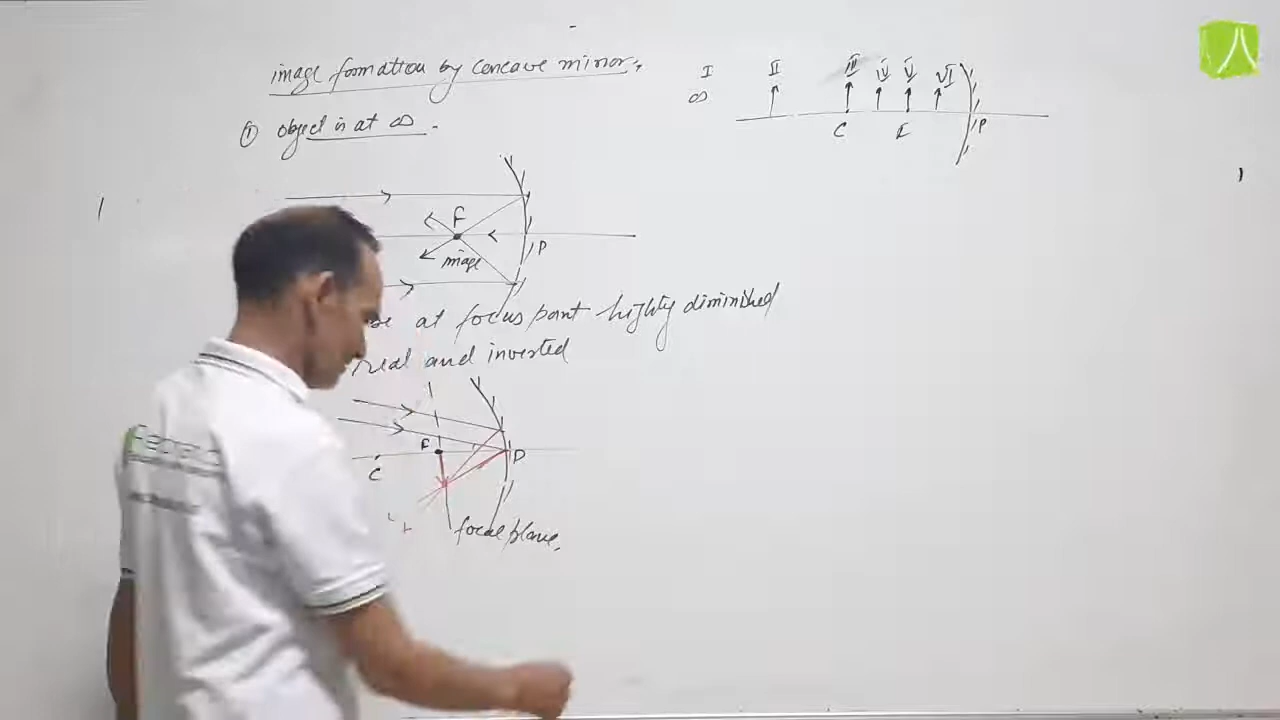 image formation by concave mirror.
① object is at ∞.
F
image
P
at focus point highly diminished
real and inverted
F
C
P
focal plane.
I II III IV V VI
∞
C F P